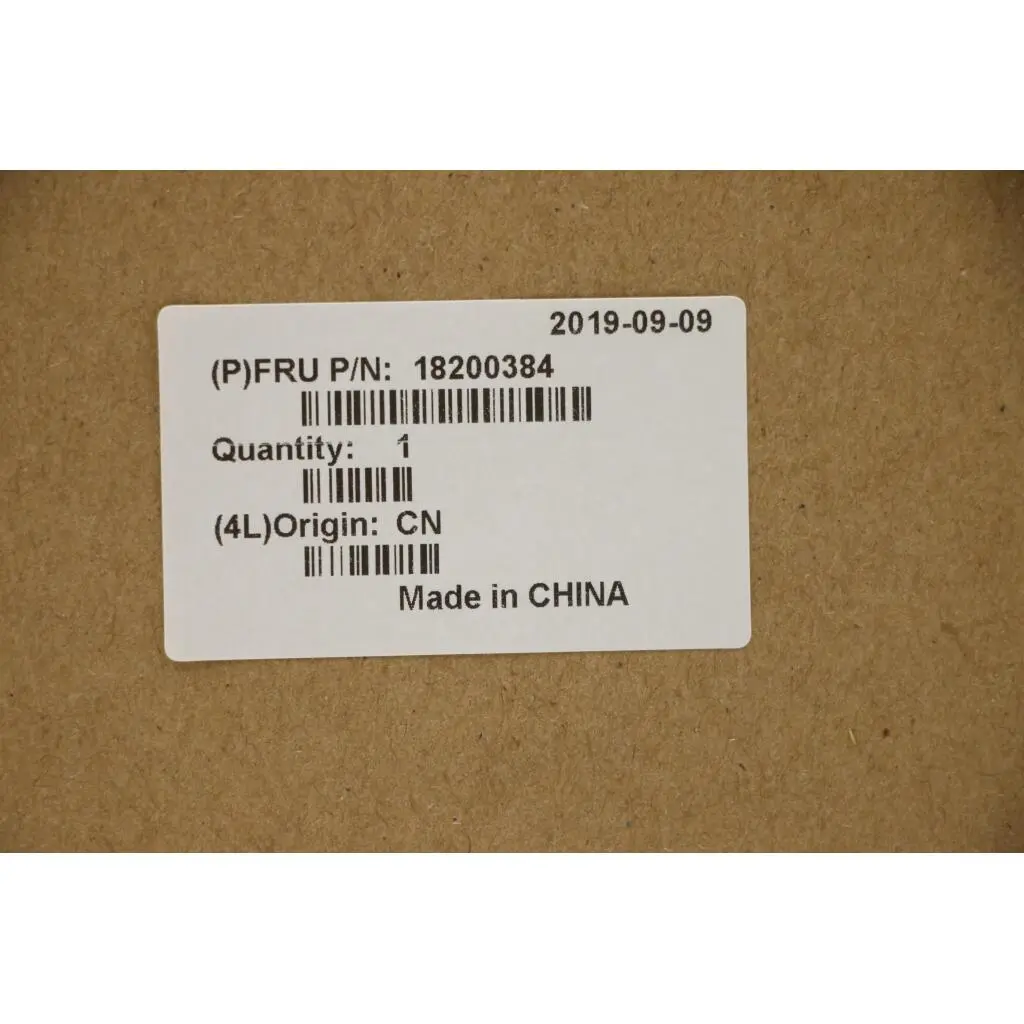 2019-09-09
(P)FRU P/N: 18200384
Quantity: 1
(4L)Origin: CN
Made in CHINA